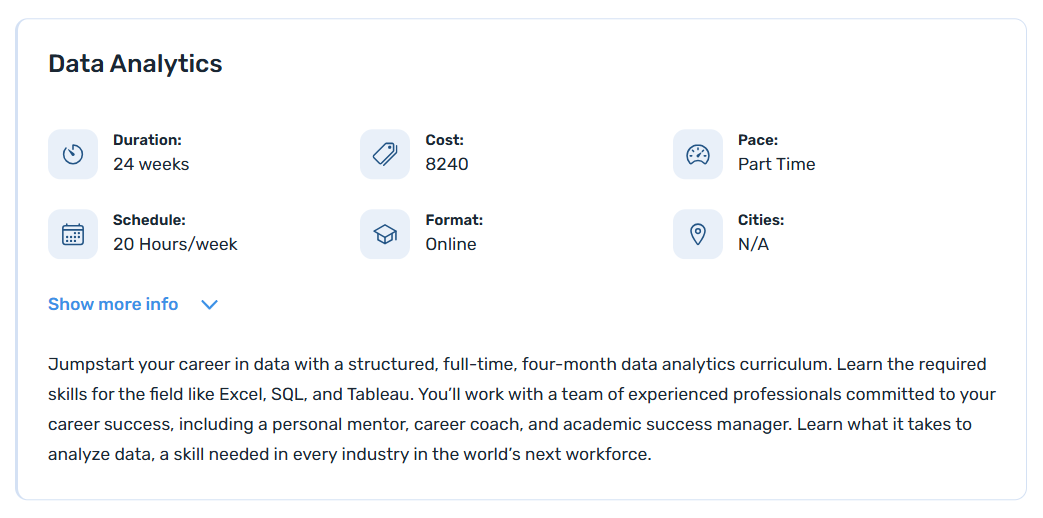 Data Analytics
Duration:
24 weeks
Cost:
8240
Pace:
Part Time
Schedule:
20 Hours/week
Format:
Online
Cities:
N/A
Show more info
Jumpstart your career in data with a structured, full-time, four-month data analytics curriculum. Learn the required
skills for the field like Excel, SQL, and Tableau. You’ll work with a team of experienced professionals committed to your
career success, including a personal mentor, career coach, and academic success manager. Learn what it takes to
analyze data, a skill needed in every industry in the world’s next workforce.